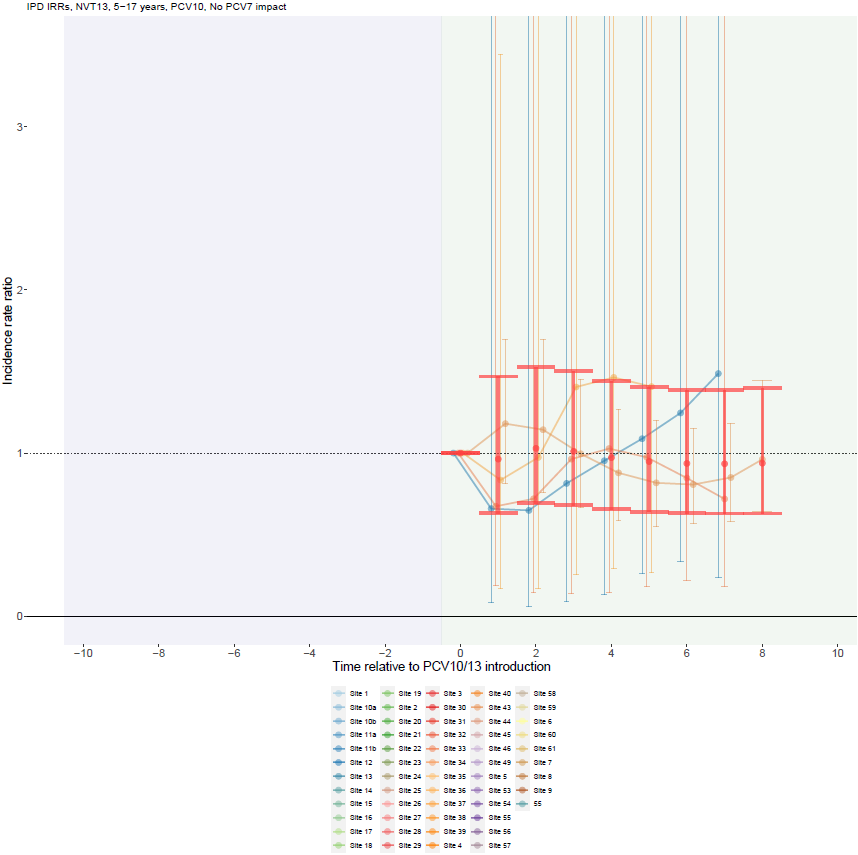 IPD IRRs, NVT13, 5−17 years, PCV10, No PCV7 impact
Incidence rate ratio
3
2
1
0
−10 −8 −6 −4 −2 0 2 4 6 8 10
Time relative to PCV10/13 introduction
Site 1 Site 19 Site 3 Site 40 Site 58
Site 10a Site 2 Site 30 Site 43 Site 59
Site 10b Site 20 Site 31 Site 44 Site 6
Site 11a Site 21 Site 32 Site 45 Site 60
Site 11b Site 22 Site 33 Site 46 Site 61
Site 12 Site 23 Site 34 Site 49 Site 7
Site 13 Site 24 Site 35 Site 5 Site 8
Site 14 Site 25 Site 36 Site 53 Site 9
Site 15 Site 26 Site 37 Site 54 55
Site 16 Site 27 Site 38 Site 55
Site 17 Site 28 Site 39 Site 56
Site 18 Site 29 Site 4 Site 57